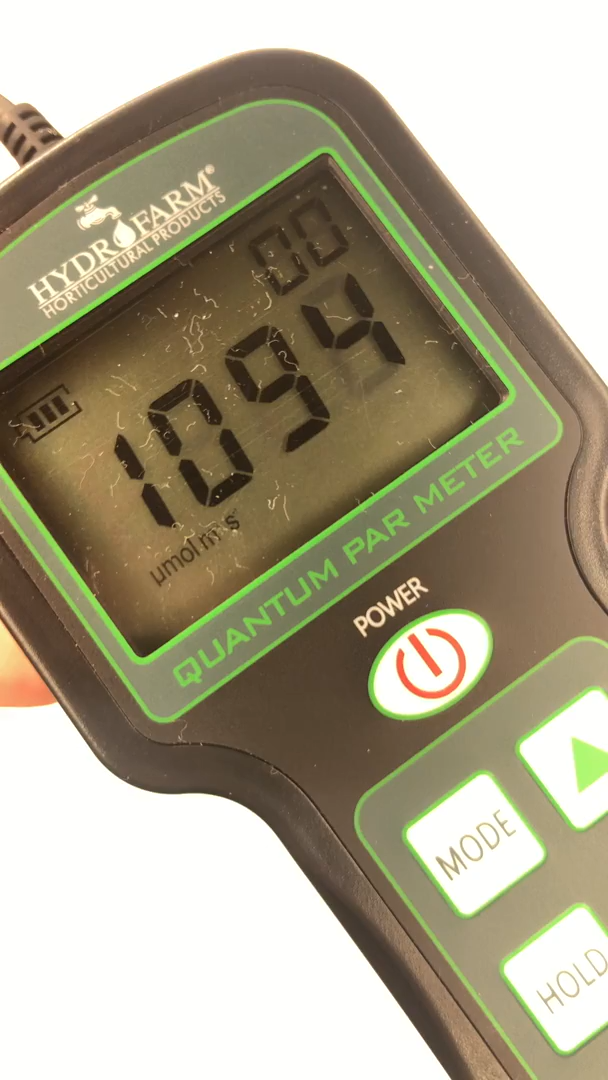 HYDROFARM®
HORTICULTURAL PRODUCTS
00
1094
µmol m⁻² s⁻¹
QUANTUM PAR METER
POWER
MODE
HOLD